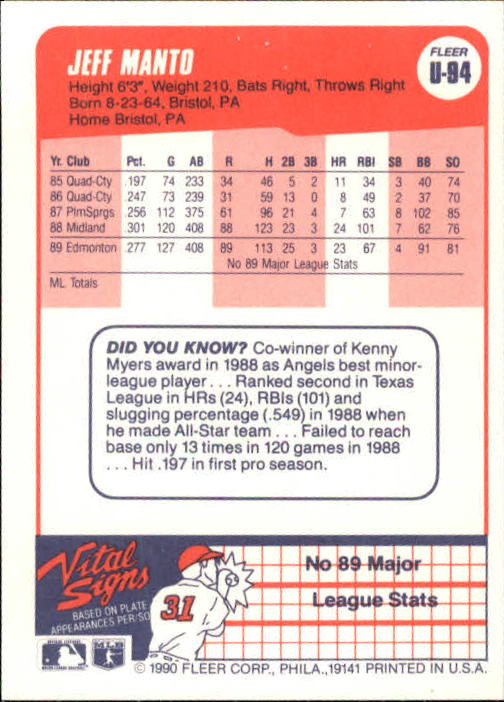 JEFF MANTO
FLEER
U-94
Height 6'3", Weight 210, Bats Right, Throws Right
Born 8-23-64, Bristol, PA
Home Bristol, PA
Yr. Club Pct. G AB R H 2B 3B HR RBI SB BB SO
85 Quad-Cty .197 74 233 34 46 5 2 11 34 3 40 74
86 Quad-Cty .247 73 239 31 59 13 0 8 49 2 37 70
87 PlmSprgs .256 112 375 61 96 21 4 7 63 8 102 85
88 Midland .301 120 408 88 123 23 3 24 101 7 62 76
89 Edmonton .277 127 408 89 113 25 3 23 67 4 91 81
No 89 Major League Stats
ML Totals
DID YOU KNOW? Co-winner of Kenny
Myers award in 1988 as Angels best minor-
league player . . . Ranked second in Texas
League in HRs (24), RBIs (101) and
slugging percentage (.549) in 1988 when
he made All-Star team . . . Failed to reach
base only 13 times in 120 games in 1988
. . . Hit .197 in first pro season.
Vital
Signs
BASED ON PLATE
APPEARANCES PER/SO
31
No 89 Major
League Stats
© 1990 FLEER CORP., PHILA., 19141 PRINTED IN U.S.A.